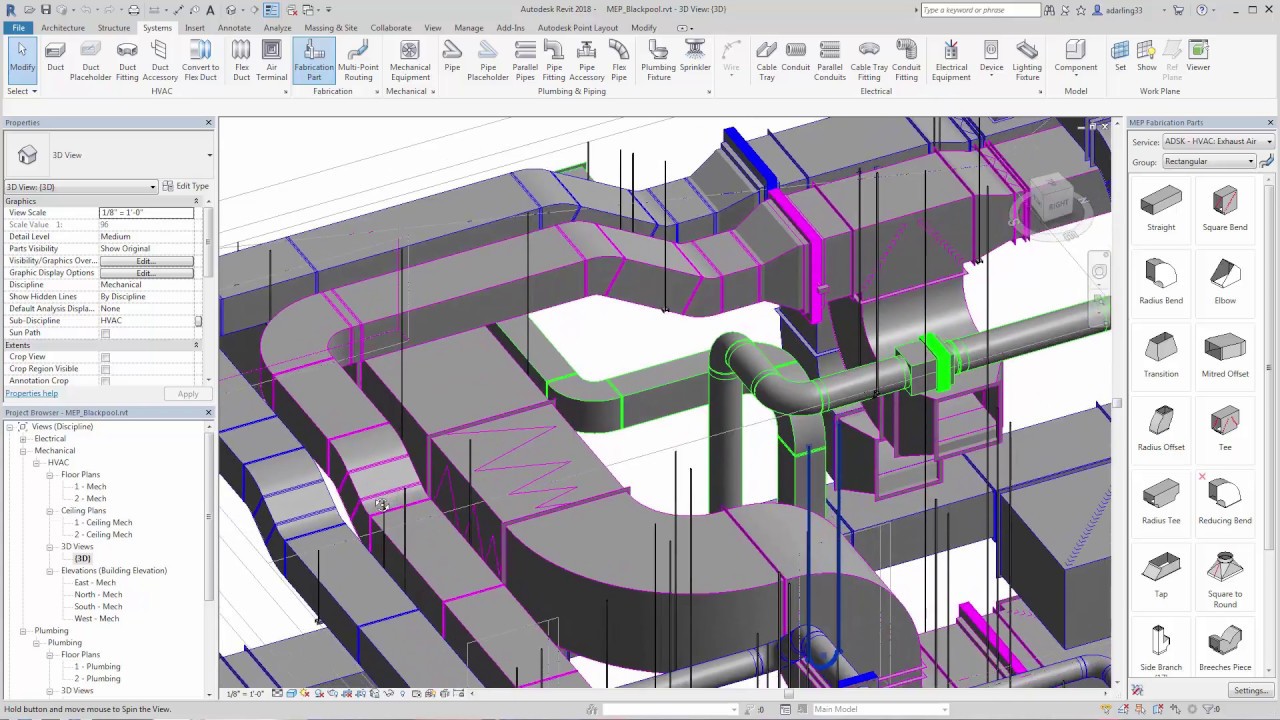 Autodesk Revit 2018 - MEP_Blackpool.rvt - 3D View: {3D}
Type a keyword or phrase
adarling33
File Architecture Structure Systems Insert Annotate Analyze Massing & Site Collaborate View Manage Add-Ins Autodesk Point Layout Modify
Modify
Duct
Duct Placeholder
Duct Fitting
Duct Accessory
Convert to Flex Duct
Flex Duct
Air Terminal
Fabrication Part
Multi-Point Routing
Mechanical Equipment
Pipe
Pipe Placeholder
Parallel Pipes
Pipe Fitting
Pipe Accessory
Flex Pipe
Plumbing Fixture
Sprinkler
Wire
Cable Tray
Conduit
Parallel Conduits
Cable Tray Fitting
Conduit Fitting
Electrical Equipment
Device
Lighting Fixture
Component
Set
Show
Ref Plane
Viewer
Select HVAC Fabrication Mechanical Plumbing & Piping Electrical Model Work Plane
Properties
3D View
3D View: {3D} Edit Type
Graphics
View Scale 1/8" = 1'-0"
Scale Value 1: 96
Detail Level Medium
Parts Visibility Show Original
Visibility/Graphics Over... Edit...
Graphic Display Options Edit...
Discipline Mechanical
Show Hidden Lines By Discipline
Default Analysis Displa... None
Sub-Discipline HVAC
Sun Path
Extents
Crop View
Crop Region Visible
Annotation Crop
Properties help Apply
Project Browser - MEP_Blackpool.rvt
Views (Discipline)
Electrical
Mechanical
HVAC
Floor Plans
1 - Mech
2 - Mech
Ceiling Plans
1 - Ceiling Mech
2 - Ceiling Mech
3D Views
{3D}
Elevations (Building Elevation)
East - Mech
North - Mech
South - Mech
West - Mech
Plumbing
Plumbing
Floor Plans
1 - Plumbing
2 - Plumbing
3D Views
RIGHT
MEP Fabrication Parts
Service: ADSK - HVAC: Exhaust Air
Group: Rectangular
Straight Square Bend
Radius Bend Elbow
Transition Mitred Offset
Radius Offset Tee
Radius Tee Reducing Bend
Tap Square to Round
Side Branch Breeches Piece
Settings...
1/8" = 1'-0"
Hold button and move mouse to Spin the View.
:0
Main Model
:0